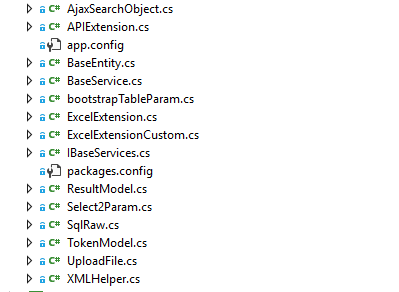 C# AjaxSearchObject.cs
C# APIExtension.cs
app.config
C# BaseEntity.cs
C# BaseService.cs
C# bootstrapTableParam.cs
C# ExcelExtension.cs
C# ExcelExtensionCustom.cs
C# IBaseServices.cs
packages.config
C# ResultModel.cs
C# Select2Param.cs
C# SqlRaw.cs
C# TokenModel.cs
C# UploadFile.cs
C# XMLHelper.cs